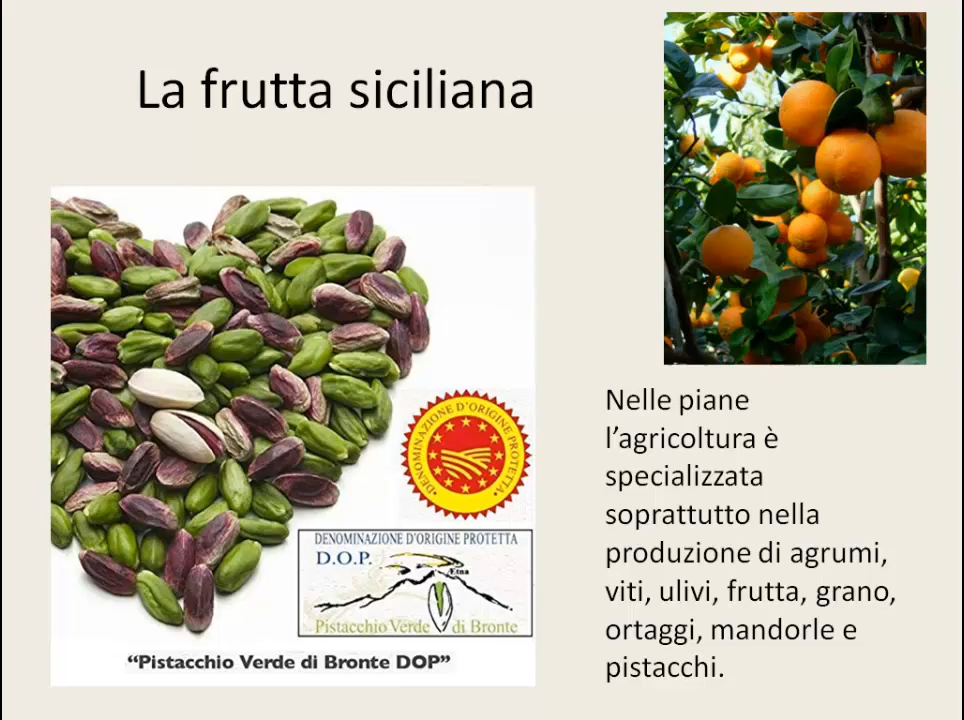 La frutta siciliana
Nelle piane
l’agricoltura è
specializzata
soprattutto nella
produzione di agrumi,
viti, ulivi, frutta, grano,
ortaggi, mandorle e
pistacchi.
DENOMINAZIONE D'ORIGINE PROTETTA
DENOMINAZIONE D'ORIGINE PROTETTA
D.O.P.
Ætna
Pistacchio Verde di Bronte
“Pistacchio Verde di Bronte DOP”